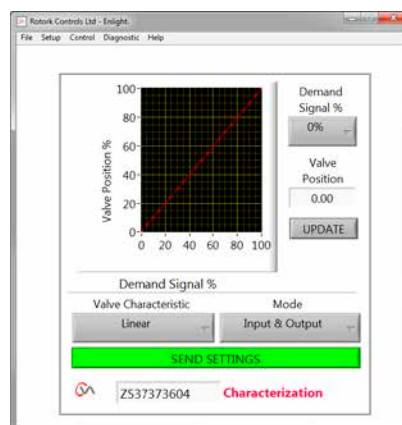 Rotork Controls Ltd - Enlight.
File Setup Control Diagnostic Help
Demand
Signal %
0%
Valve
Position
0.00
UPDATE
Valve Position %
100
80
60
40
20
0
0 20 40 60 80 100
Demand Signal %
Valve Characteristic Mode
Linear Input & Output
SEND SETTINGS
ZS37373604 Characterization